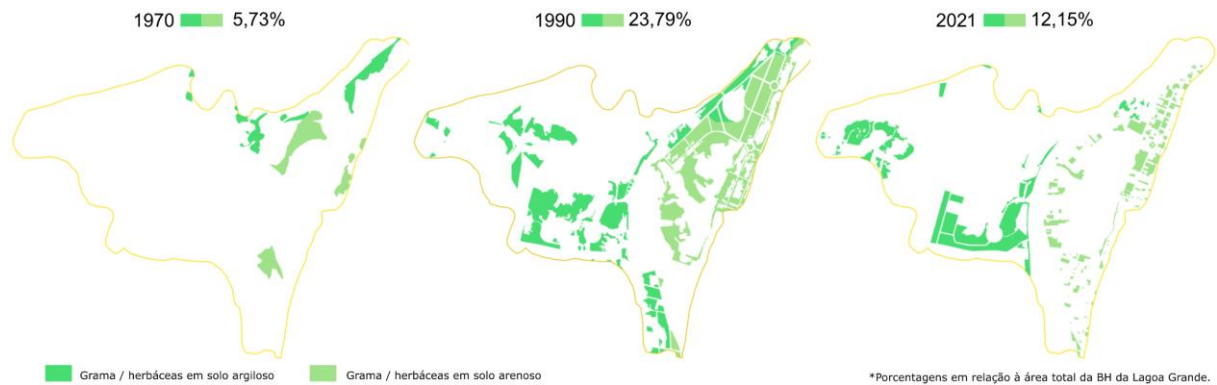 1970 5,73%
1990 23,79%
2021 12,15%
Grama / herbáceas em solo argiloso
Grama / herbáceas em solo arenoso
*Porcentagens em relação à área total da BH da Lagoa Grande.